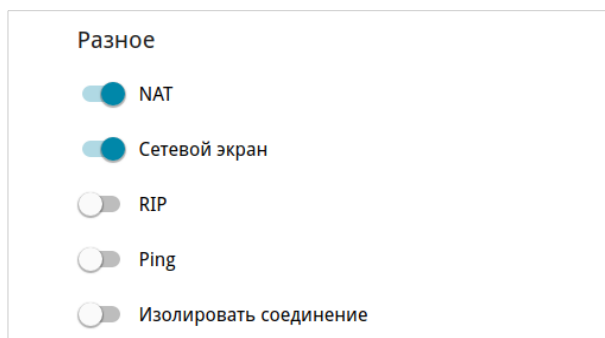 Разное
NAT
Сетевой экран
RIP
Ping
Изолировать соединение